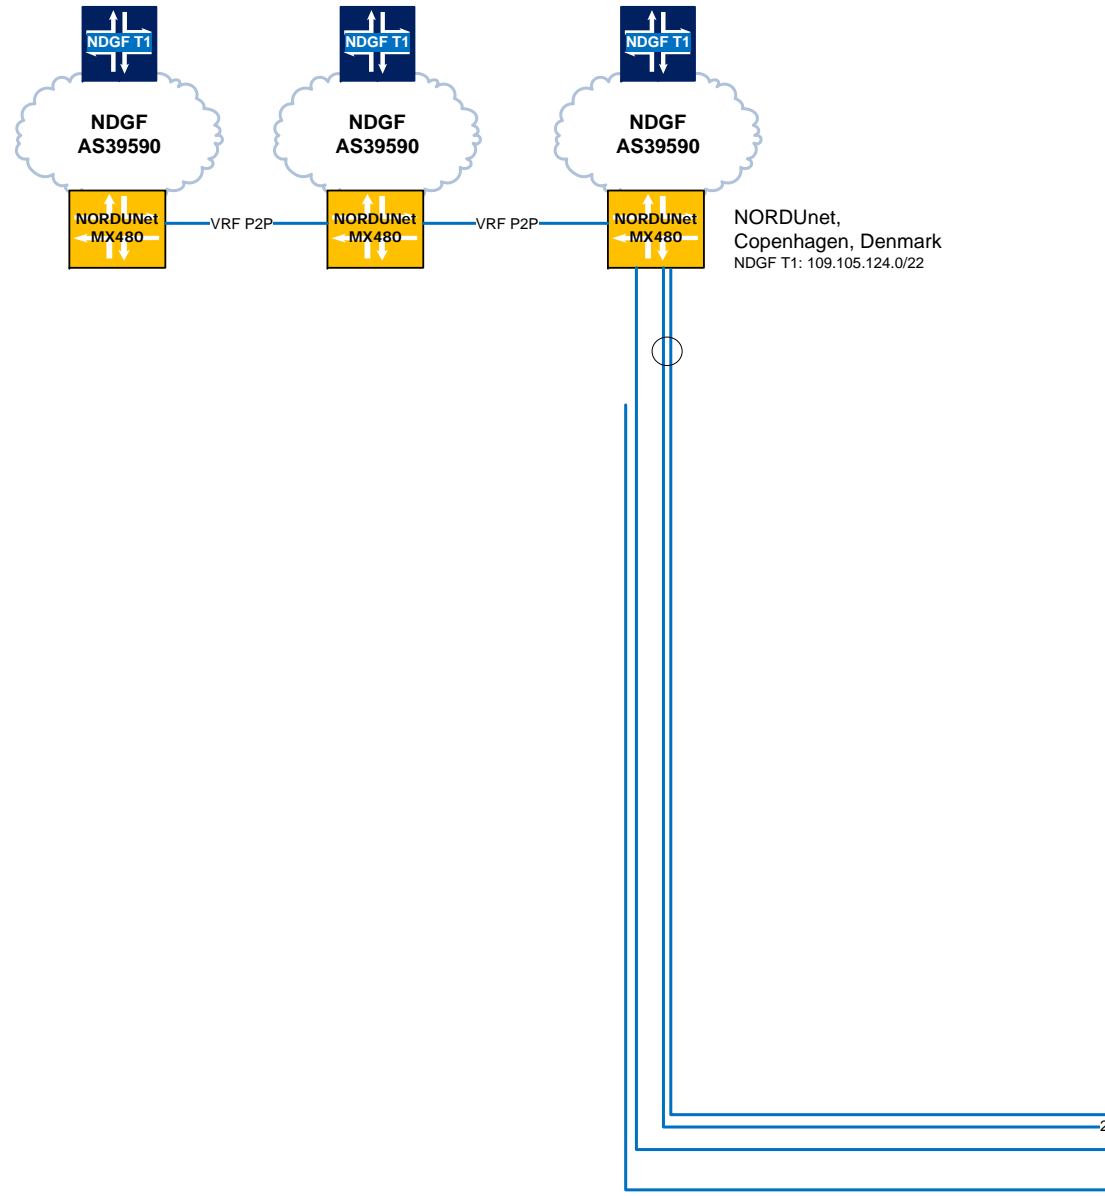 NDGF T1
NDGF T1
NDGF T1
NDGF
AS39590
NDGF
AS39590
NDGF
AS39590
NORDUNet
MX480
VRF P2P
NORDUNet
MX480
VRF P2P
NORDUNet
MX480
NORDUnet,
Copenhagen, Denmark
NDGF T1: 109.105.124.0/22
2